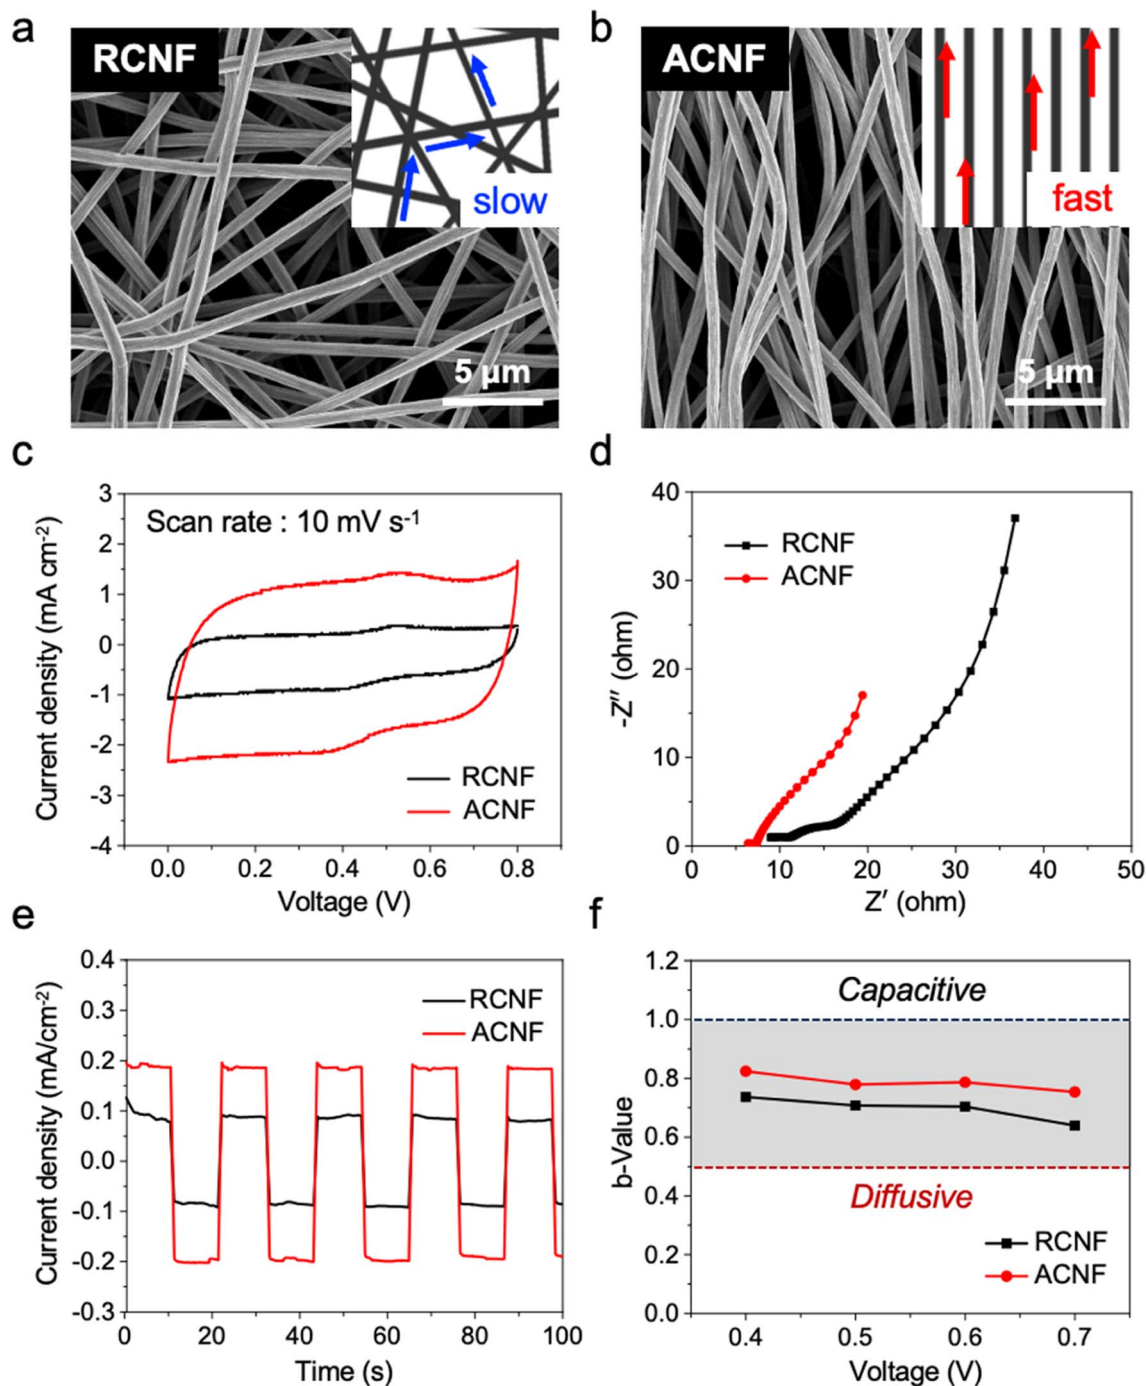 a
RCNF
slow
5 μm
b
ACNF
fast
5 μm
c
Scan rate : 10 mV s⁻¹
Current density (mA cm⁻²)
3
2
1
0
-1
-2
-3
-4
RCNF
ACNF
0.0 0.2 0.4 0.6 0.8
Voltage (V)
d
-Z″ (ohm)
40
30
20
10
0
RCNF
ACNF
0 10 20 30 40 50
Z′ (ohm)
e
Current density (mA/cm⁻²)
0.4
0.3
0.2
0.1
0.0
-0.1
-0.2
-0.3
RCNF
ACNF
0 20 40 60 80 100
Time (s)
f
b-Value
1.2
1.0
0.8
0.6
0.4
0.2
0.0
Capacitive
Diffusive
RCNF
ACNF
0.4 0.5 0.6 0.7
Voltage (V)